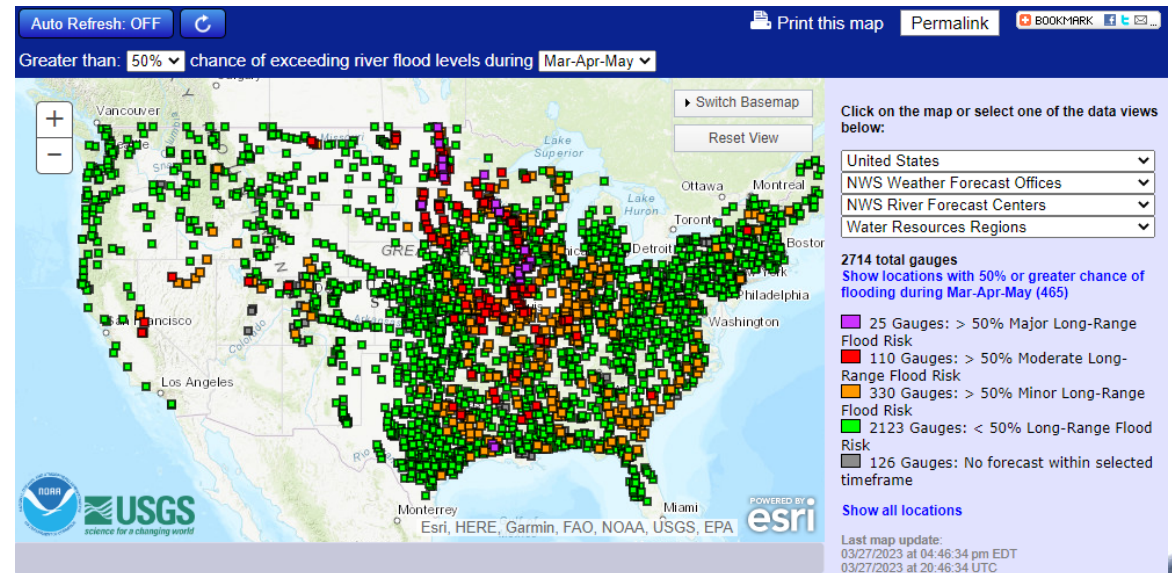 Auto Refresh: OFF
Print this map
Permalink
BOOKMARK
Greater than: 50% chance of exceeding river flood levels during Mar-Apr-May
+
−
Switch Basemap
Reset View
Vancouver
Missouri
Lake
Superior
Ottawa
Montreal
Lake
Huron
Toronto
Detroit
Boston
GREA
Philadelphia
Washington
San Francisco
Colorado
Arkansas
Los Angeles
Rio
Monterrey
Miami
NOAA
USGS
science for a changing world
Esri, HERE, Garmin, FAO, NOAA, USGS, EPA
POWERED BY
esri
Click on the map or select one of the data views
below:
United States
NWS Weather Forecast Offices
NWS River Forecast Centers
Water Resources Regions
2714 total gauges
Show locations with 50% or greater chance of
flooding during Mar-Apr-May (465)
25 Gauges: > 50% Major Long-Range
Flood Risk
110 Gauges: > 50% Moderate Long-
Range Flood Risk
330 Gauges: > 50% Minor Long-Range
Flood Risk
2123 Gauges: < 50% Long-Range Flood
Risk
126 Gauges: No forecast within selected
timeframe
Show all locations
Last map update:
03/27/2023 at 04:46:34 pm EDT
03/27/2023 at 20:46:34 UTC